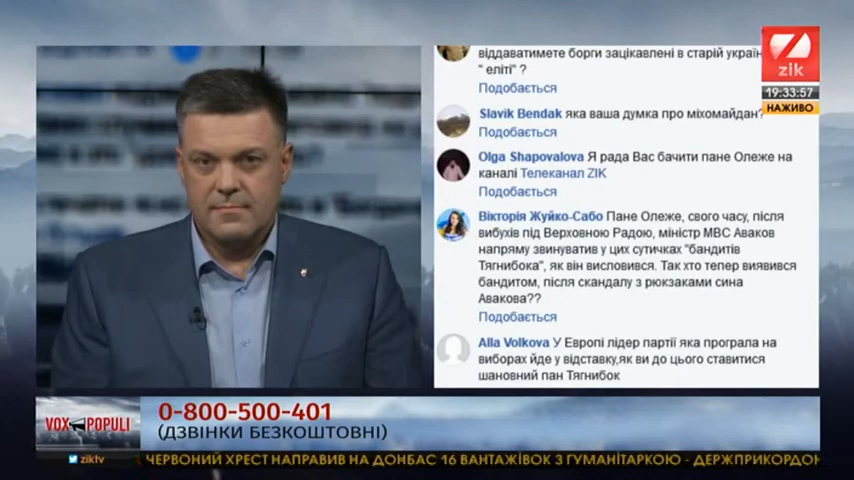 віддаватимете борги зацікавлені в старій україн
" еліті" ?
Подобається
Slavik Bendak яка ваша думка про міхомайдан?
Подобається
Olga Shapovalova Я рада Вас бачити пане Олеже на
каналі Телеканал ZIK
Подобається
Вікторія Жуйко-Сабо Пане Олеже, свого часу, після
вибухів під Верховною Радою, міністр МВС Аваков
напряму звинуватив у цих сутичках "бандитів
Тягнибока", як він висловився. Так хто тепер виявився
бандитом, після скандалу з рюкзаками сина
Авакова??
Подобається
Alla Volkova У Європі лідер партії яка програла на
виборах йде у відставку,як ви до цього ставитися
шановний пан Тягнибок
zik
19:33:57
НАЖИВО
VOX POPULI
0-800-500-401
(ДЗВІНКИ БЕЗКОШТОВНІ)
ziktv
ЧЕРВОНИЙ ХРЕСТ НАПРАВИВ НА ДОНБАС 16 ВАНТАЖІВОК З ГУМАНІТАРКОЮ - ДЕРЖПРИКОРДОН